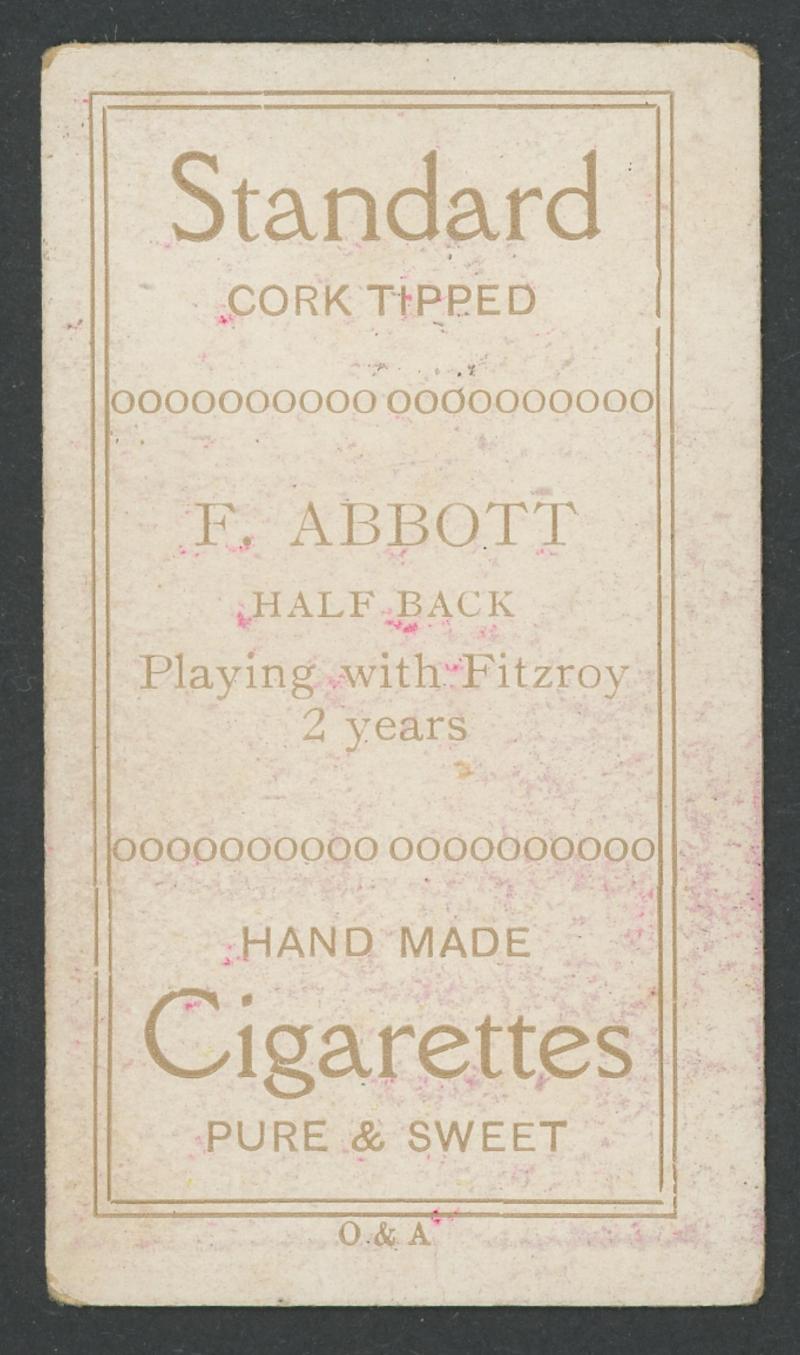 Standard
CORK TIPPED
OOOOOOOOOO OOOOOOOOOO
F. ABBOTT
HALF BACK
Playing with Fitzroy
2 years
OOOOOOOOOO OOOOOOOOOO
HAND MADE
Cigarettes
PURE & SWEET
O & A